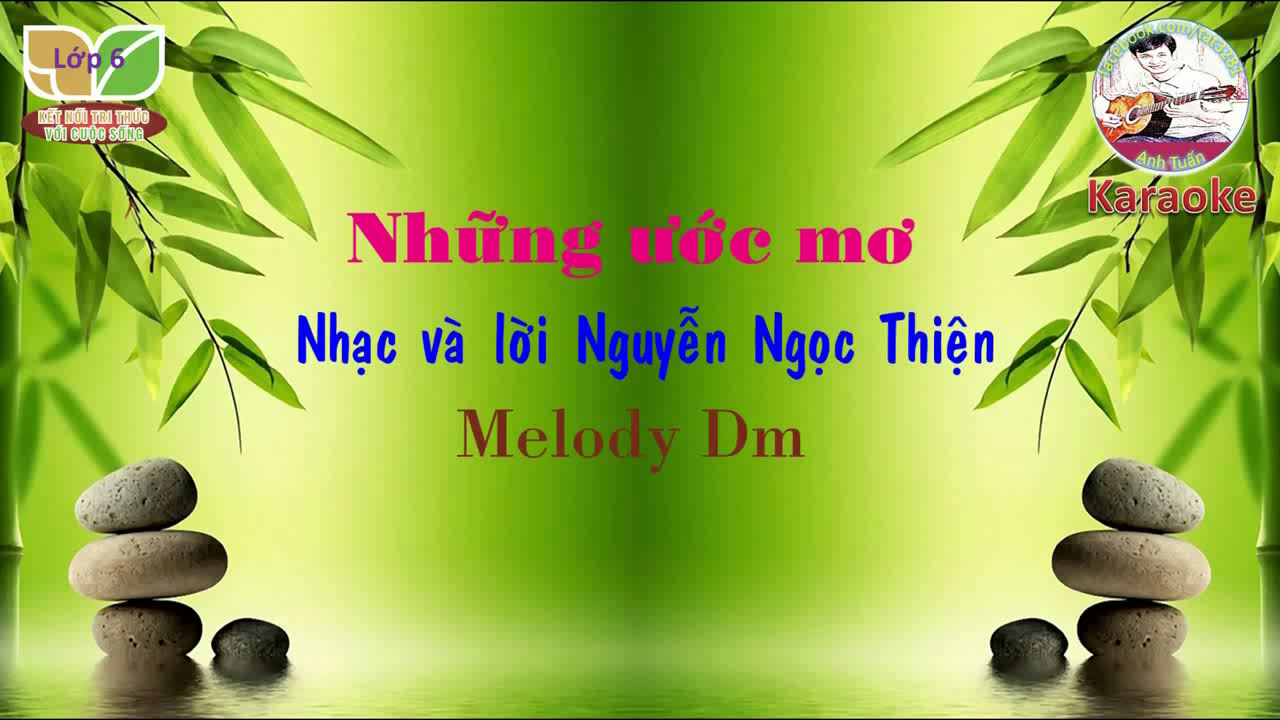 Lớp 6
KẾT NỐI TRI THỨC
VỚI CUỘC SỐNG
Anh Tuấn
Karaoke
Những ước mơ
Nhạc và lời Nguyễn Ngọc Thiện
Melody Dm